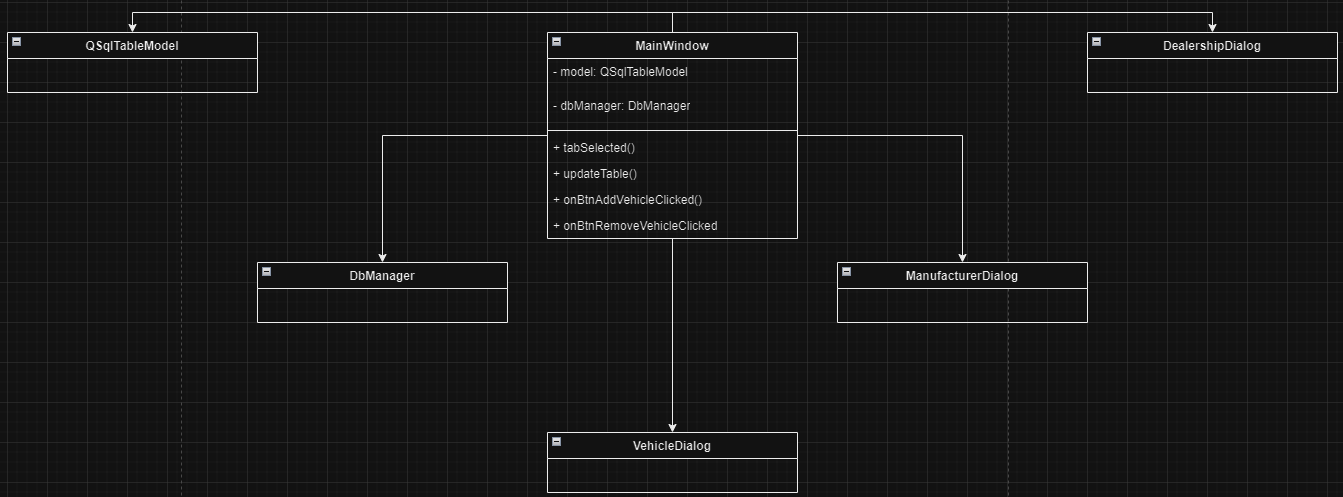 QSqlTableModel
MainWindow
- model: QSqlTableModel
- dbManager: DbManager
+ tabSelected()
+ updateTable()
+ onBtnAddVehicleClicked()
+ onBtnRemoveVehicleClicked
DealershipDialog
DbManager
ManufacturerDialog
VehicleDialog